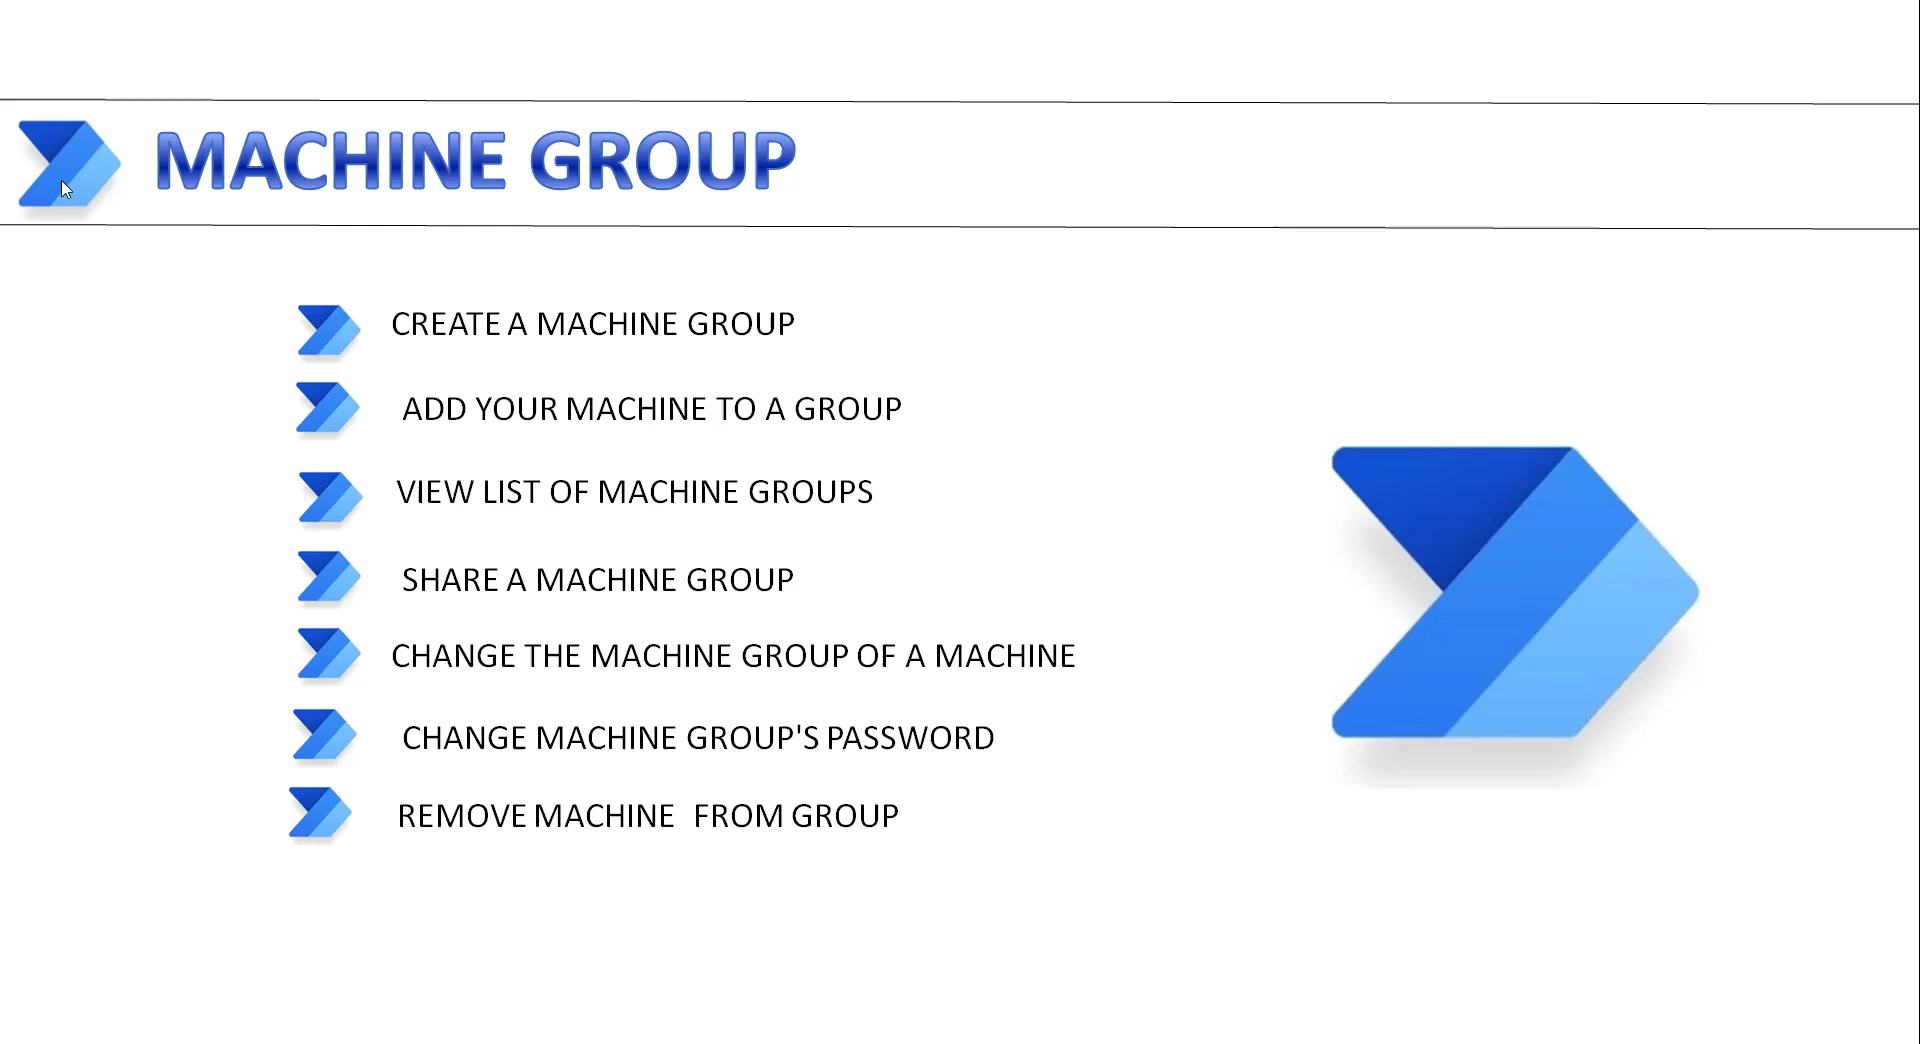 MACHINE GROUP
CREATE A MACHINE GROUP
ADD YOUR MACHINE TO A GROUP
VIEW LIST OF MACHINE GROUPS
SHARE A MACHINE GROUP
CHANGE THE MACHINE GROUP OF A MACHINE
CHANGE MACHINE GROUP'S PASSWORD
REMOVE MACHINE FROM GROUP